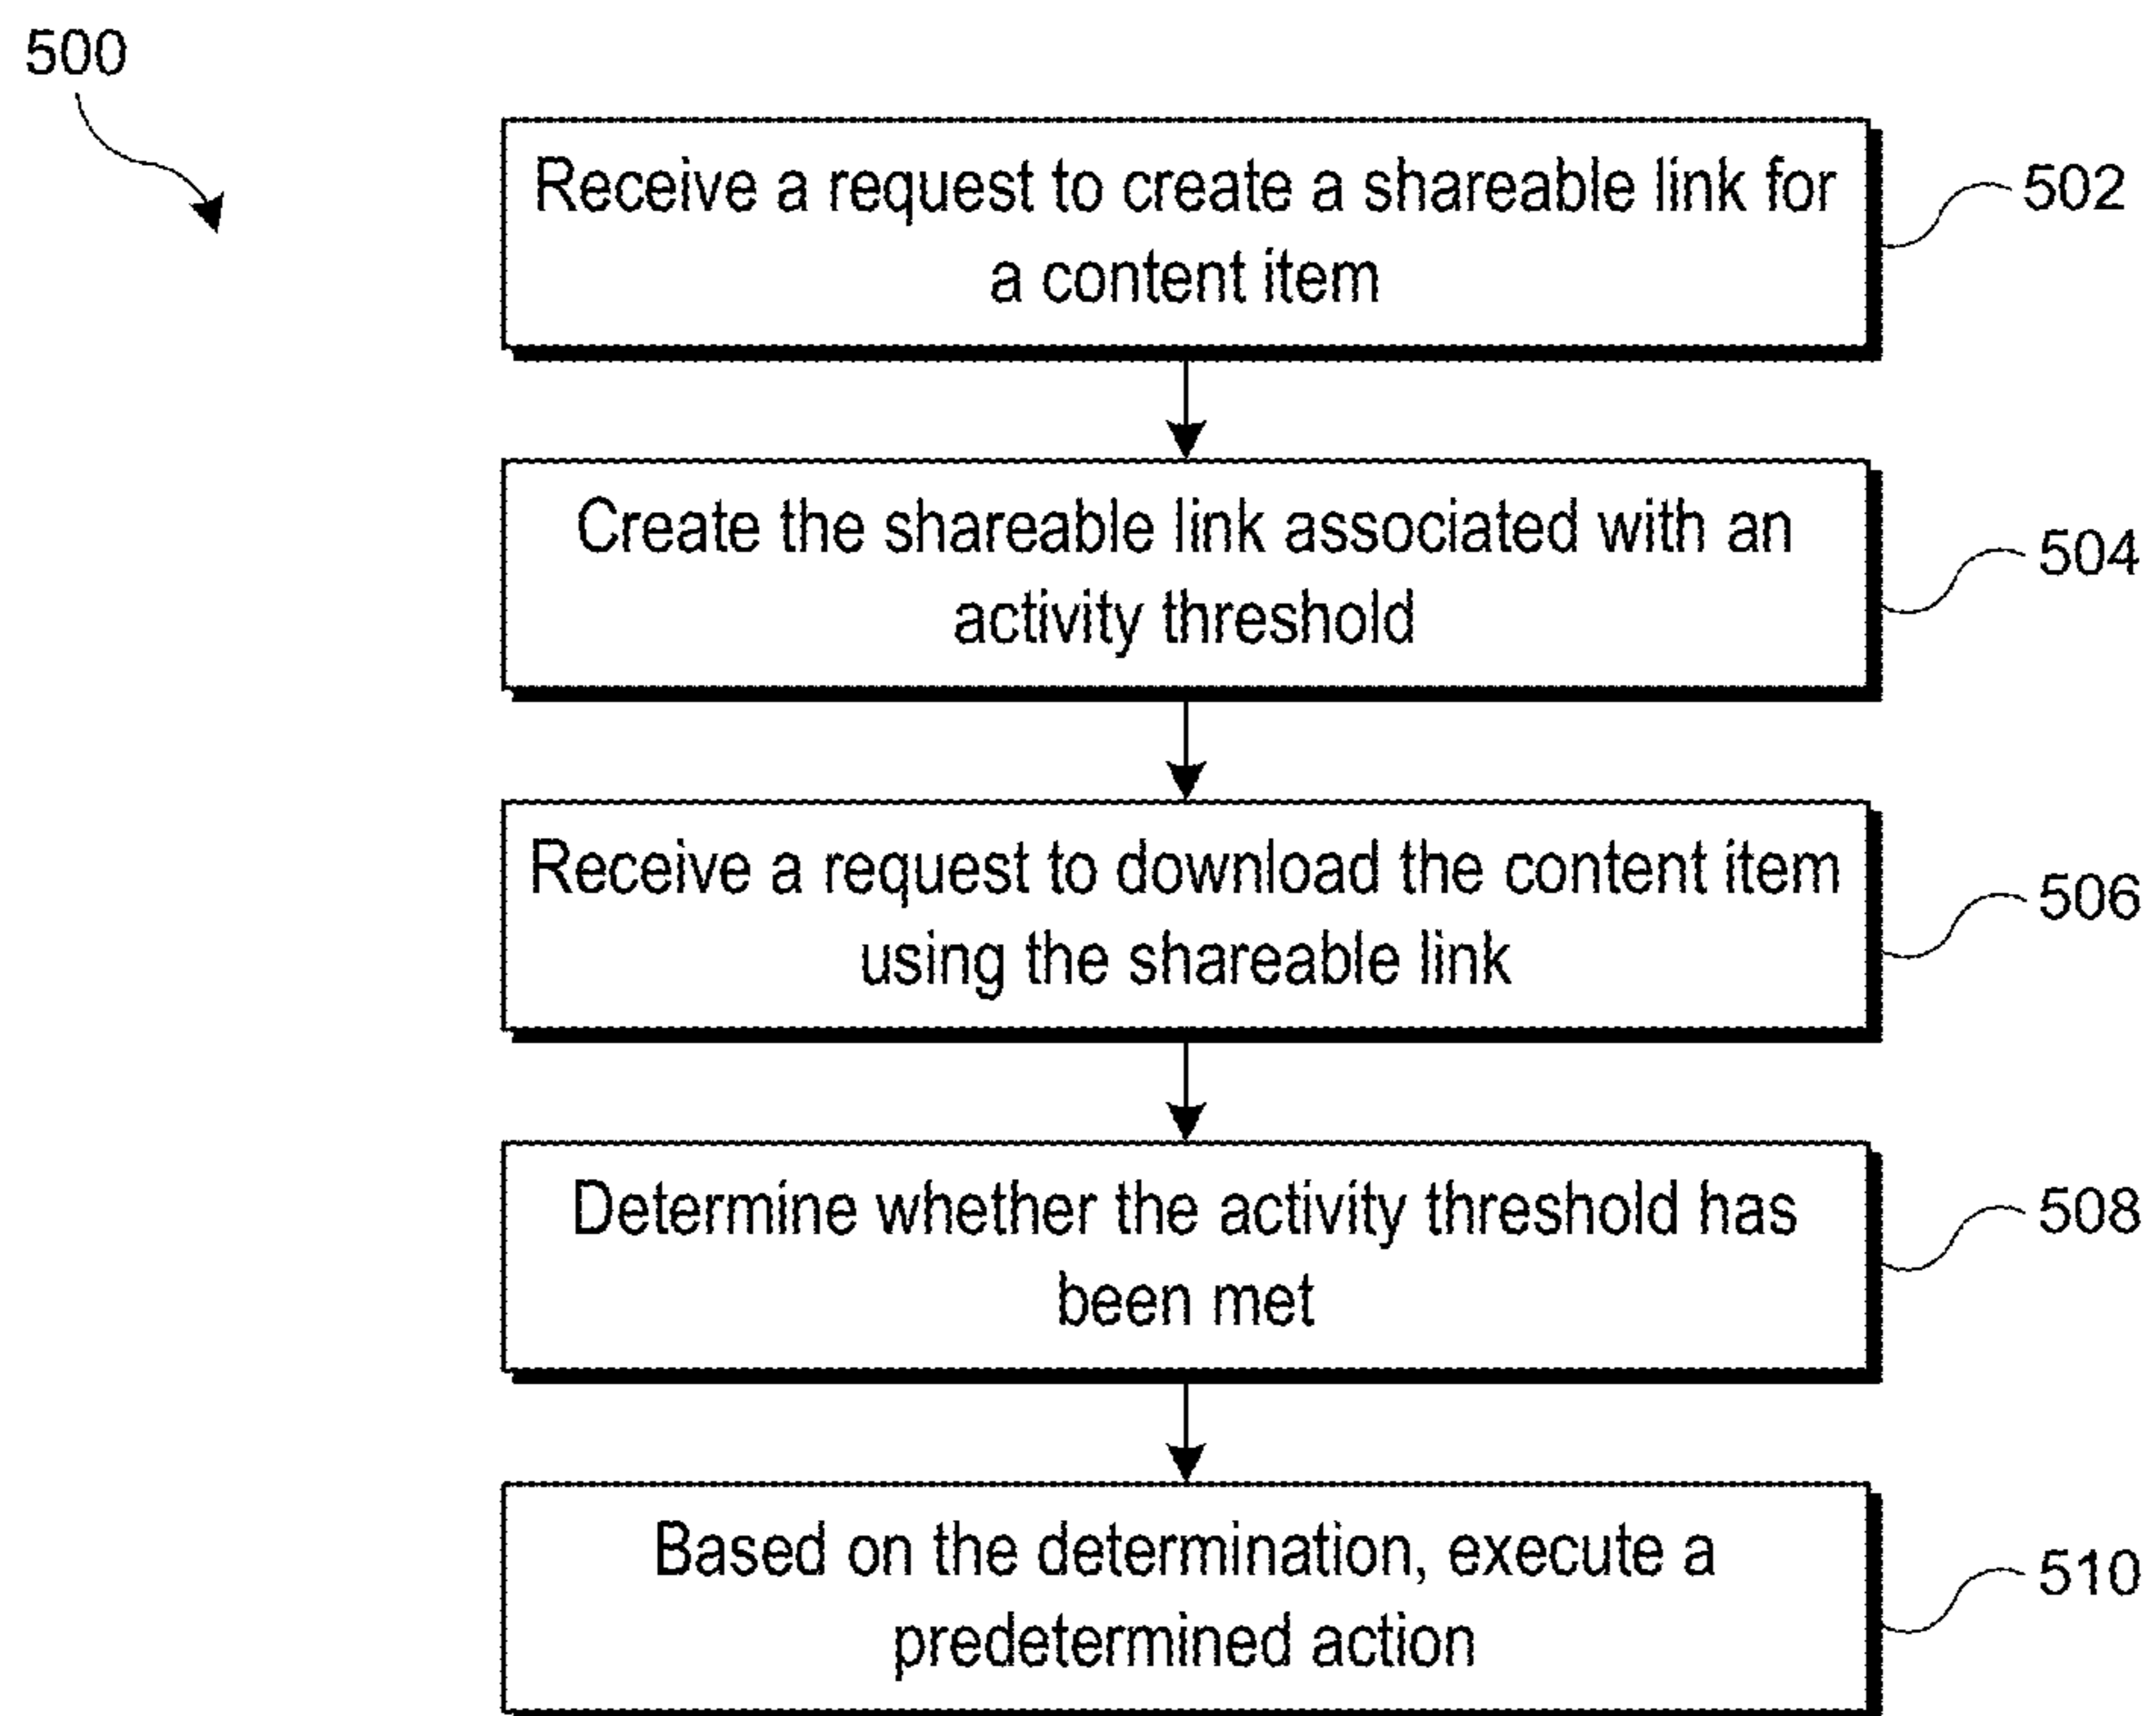 500
Receive a request to create a shareable link for
a content item
502
Create the shareable link associated with an
activity threshold
504
Receive a request to download the content item
using the shareable link
506
Determine whether the activity threshold has
been met
508
Based on the determination, execute a
predetermined action
510